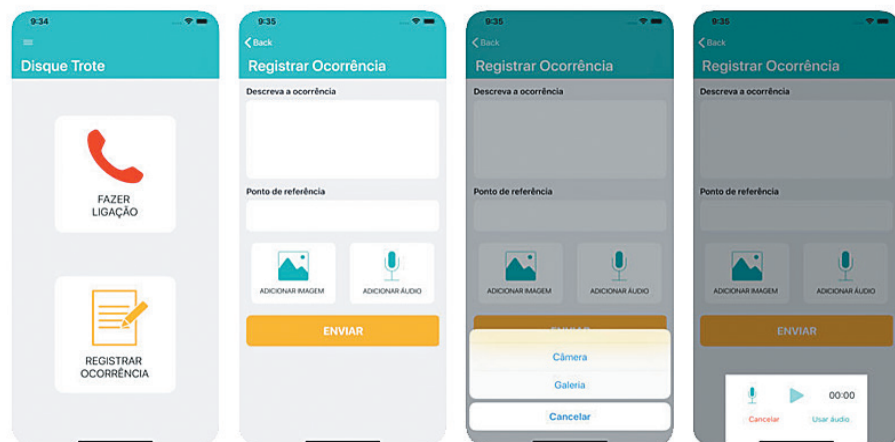 9:34
Disque Trote
FAZER
LIGAÇÃO
REGISTRAR
OCORRÊNCIA
9:35
Back
Registrar Ocorrência
Descreva a ocorrência
Ponto de referência
ADICIONAR IMAGEM
ADICIONAR ÁUDIO
ENVIAR
9:35
Back
Registrar Ocorrência
Descreva a ocorrência
Ponto de referência
ADICIONAR IMAGEM
ADICIONAR ÁUDIO
ENVIAR
Câmera
Galeria
Cancelar
9:35
Back
Registrar Ocorrência
Descreva a ocorrência
Ponto de referência
ADICIONAR IMAGEM
ADICIONAR ÁUDIO
ENVIAR
00:00
Cancelar
Usar áudio